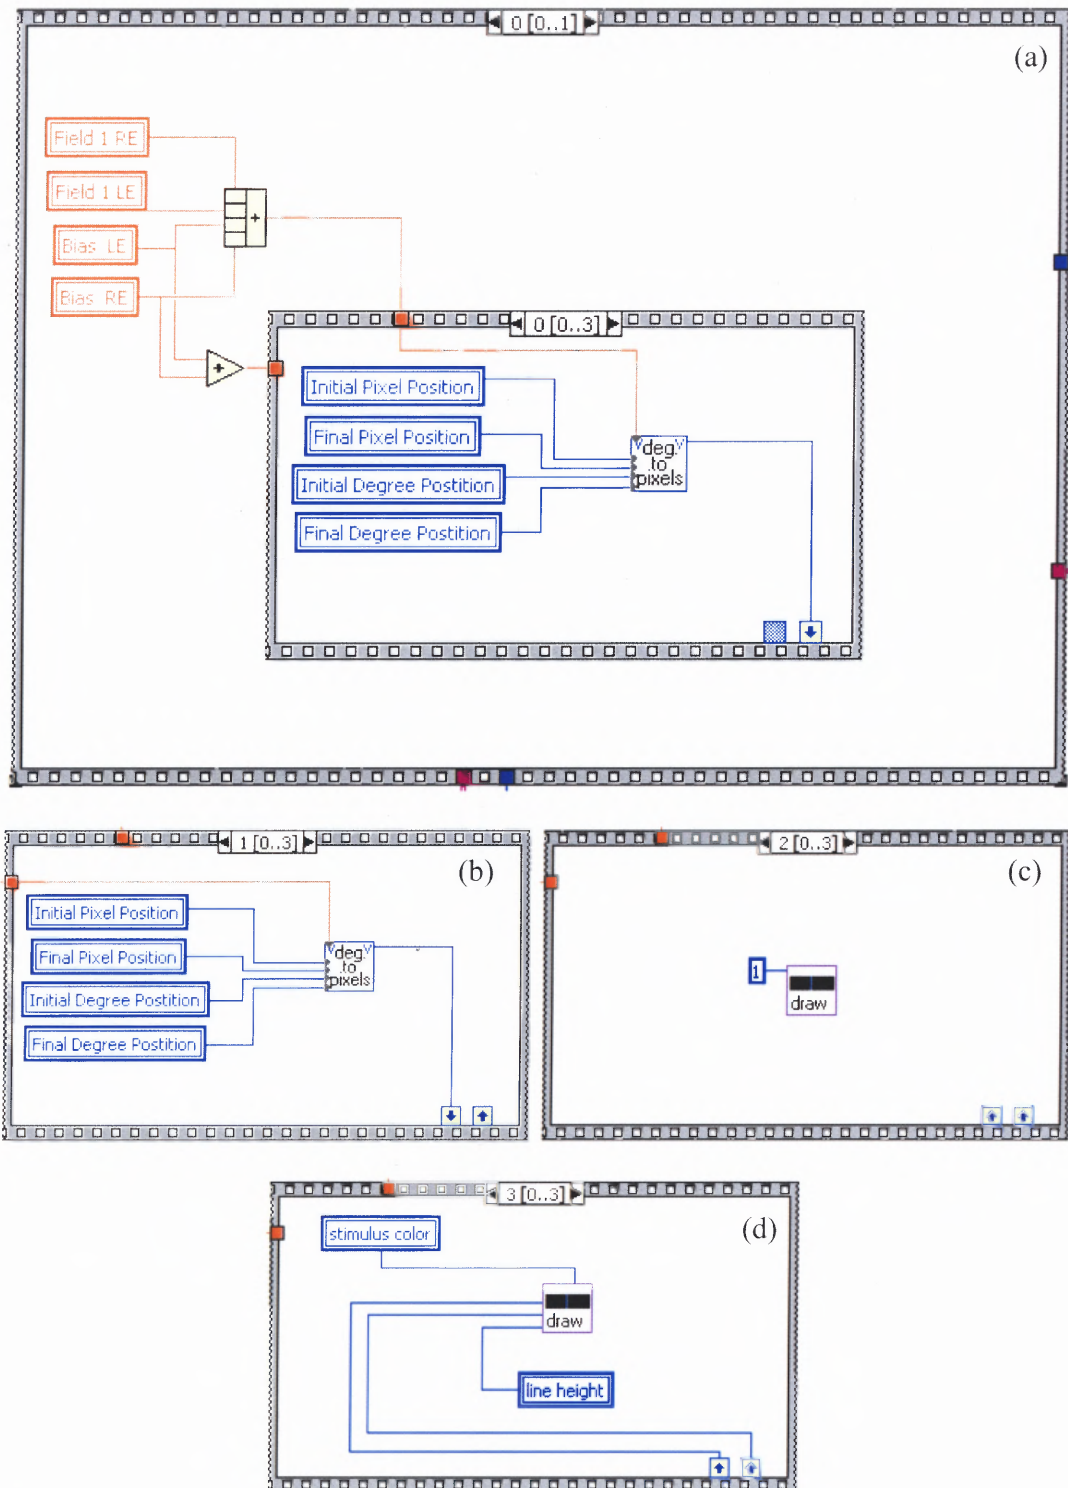 0 [0..1]
(a)
Field 1 RE
Field 1 LE
Bias LE
Bias RE
+
+
0 [0..3]
Initial Pixel Position
Final Pixel Position
Initial Degree Postition
Final Degree Postition
deg.
to
pixels
1 [0..3]
(b)
Initial Pixel Position
Final Pixel Position
Initial Degree Postition
Final Degree Postition
deg.
to
pixels
2 [0..3]
(c)
1
draw
3 [0..3]
(d)
stimulus color
draw
line height